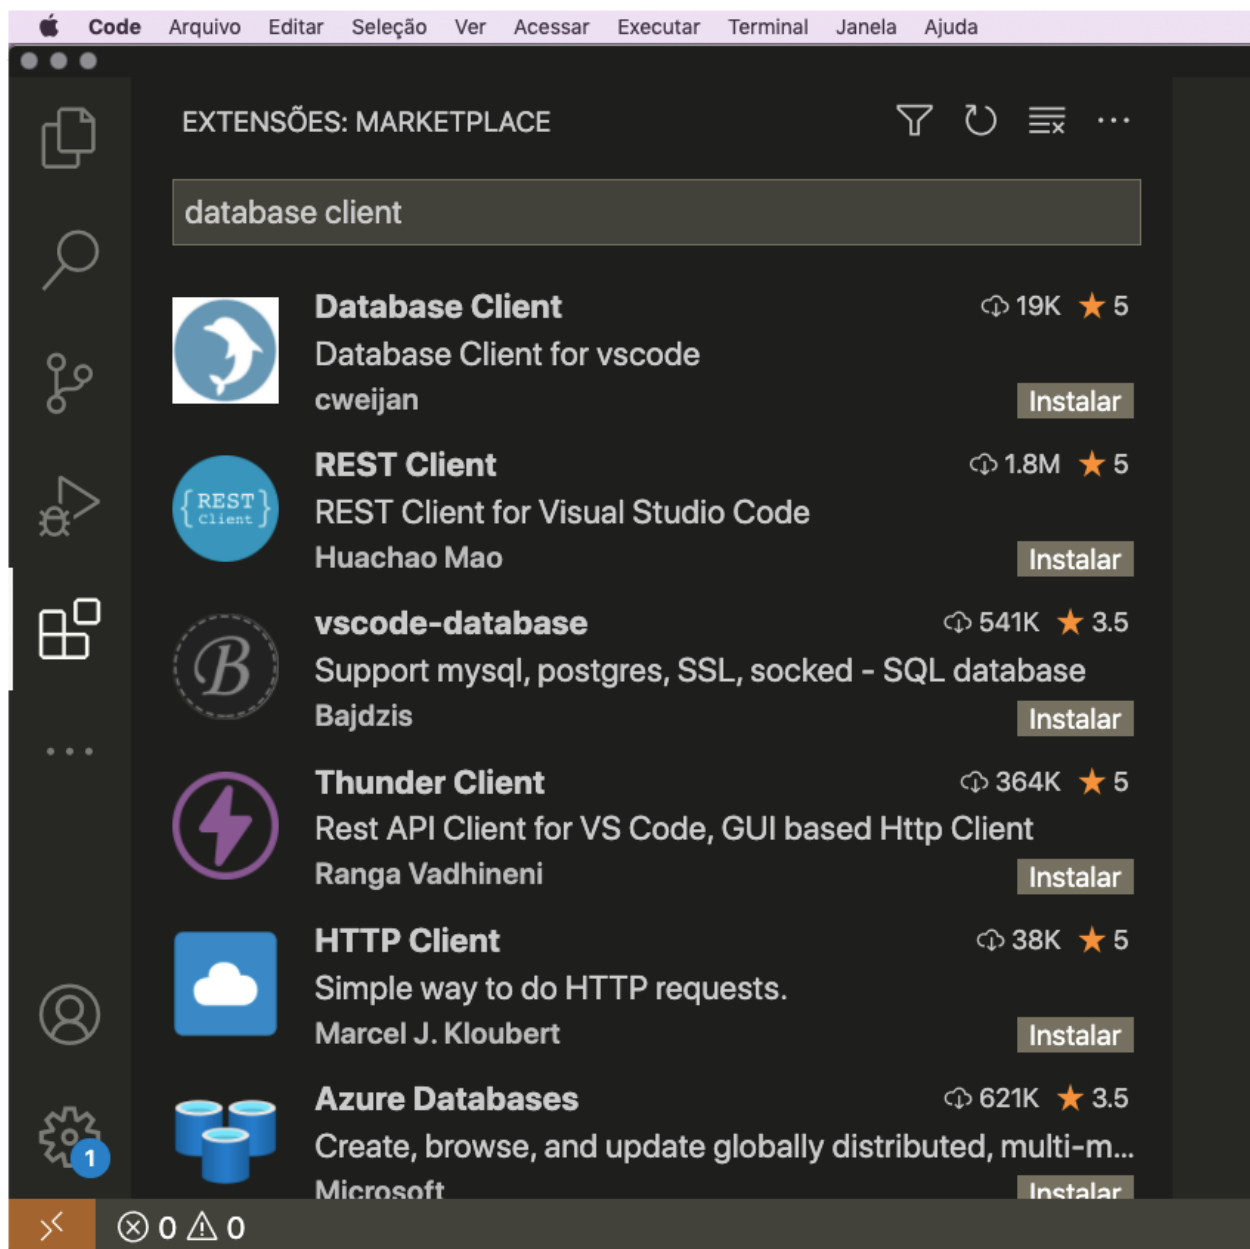 Code Arquivo Editar Seleção Ver Acessar Executar Terminal Janela Ajuda
EXTENSÕES: MARKETPLACE
database client
Database Client 19K 5
Database Client for vscode
cweijan Instalar
{REST} Client
REST Client 1.8M 5
REST Client for Visual Studio Code
Huachao Mao Instalar
B
vscode-database 541K 3.5
Support mysql, postgres, SSL, socked - SQL database
Bajdzis Instalar
Thunder Client 364K 5
Rest API Client for VS Code, GUI based Http Client
Ranga Vadhineni Instalar
HTTP Client 38K 5
Simple way to do HTTP requests.
Marcel J. Kloubert Instalar
Azure Databases 621K 3.5
Create, browse, and update globally distributed, multi-m...
Microsoft Instalar
1
0 0